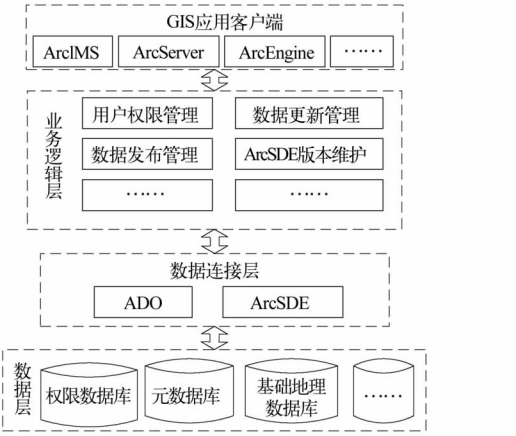 GIS应用客户端
ArcIMS
ArcServer
ArcEngine
……
业务逻辑层
用户权限管理
数据更新管理
数据发布管理
ArcSDE版本维护
……
……
数据连接层
ADO
ArcSDE
数据层
权限数据库
元数据库
基础地理
数据库
……